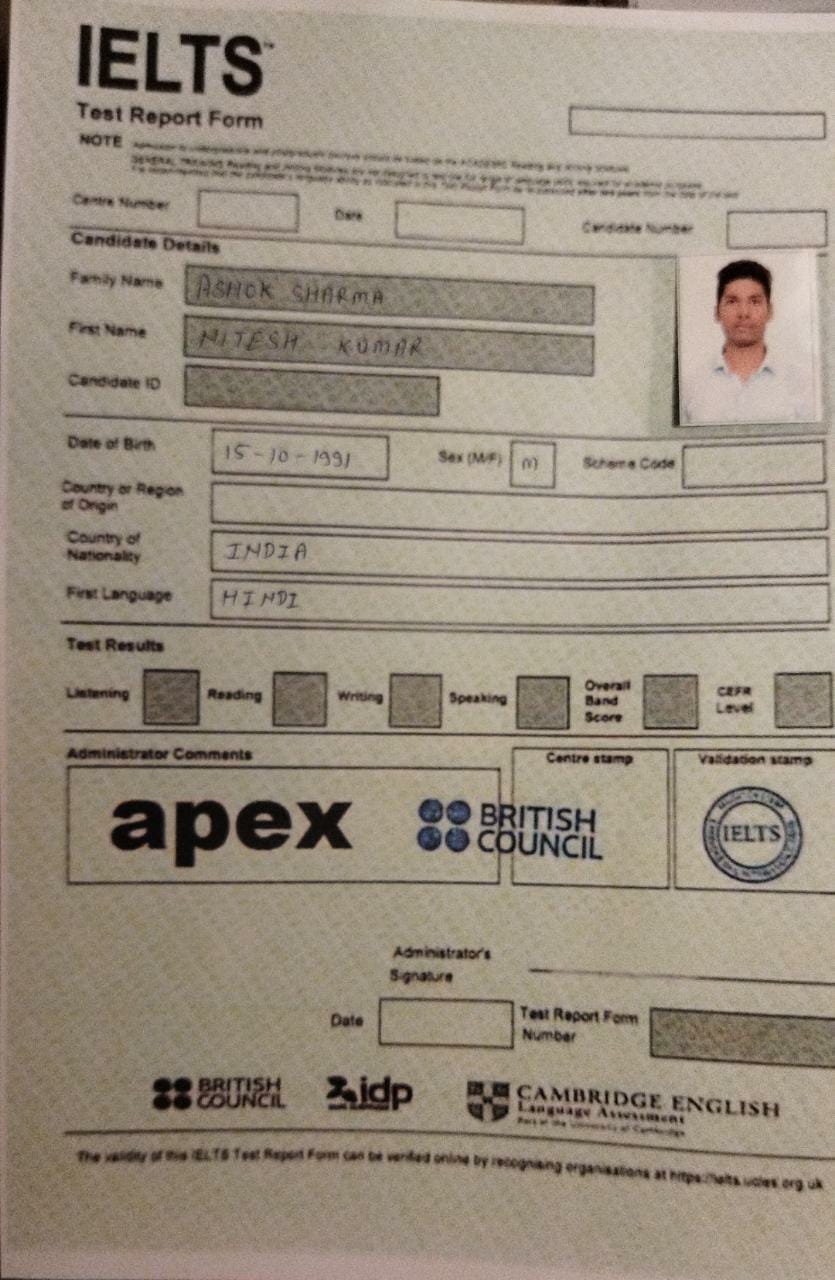 IELTS™
Test Report Form
NOTE
Centre Number
Date
Candidate Number
Candidate Details
Family Name ASHOK SHARMA
First Name NITESH KUMAR
Candidate ID
Date of Birth 15-10-1991 Sex (M/F) M Scheme Code
Country or Region
of Origin
Country of
Nationality INDIA
First Language HINDI
Test Results
Listening Reading Writing Speaking Overall Band Score CEFR Level
Administrator Comments Centre stamp Validation stamp
apex
BRITISH
COUNCIL
IELTS
Administrator's
Signature
Date Test Report Form
Number
BRITISH
COUNCIL
idp
CAMBRIDGE ENGLISH
Language Assessment
Part of the University of Cambridge
The validity of this IELTS Test Report Form can be verified online by recognising organisations at https://ielts.ucles.org.uk